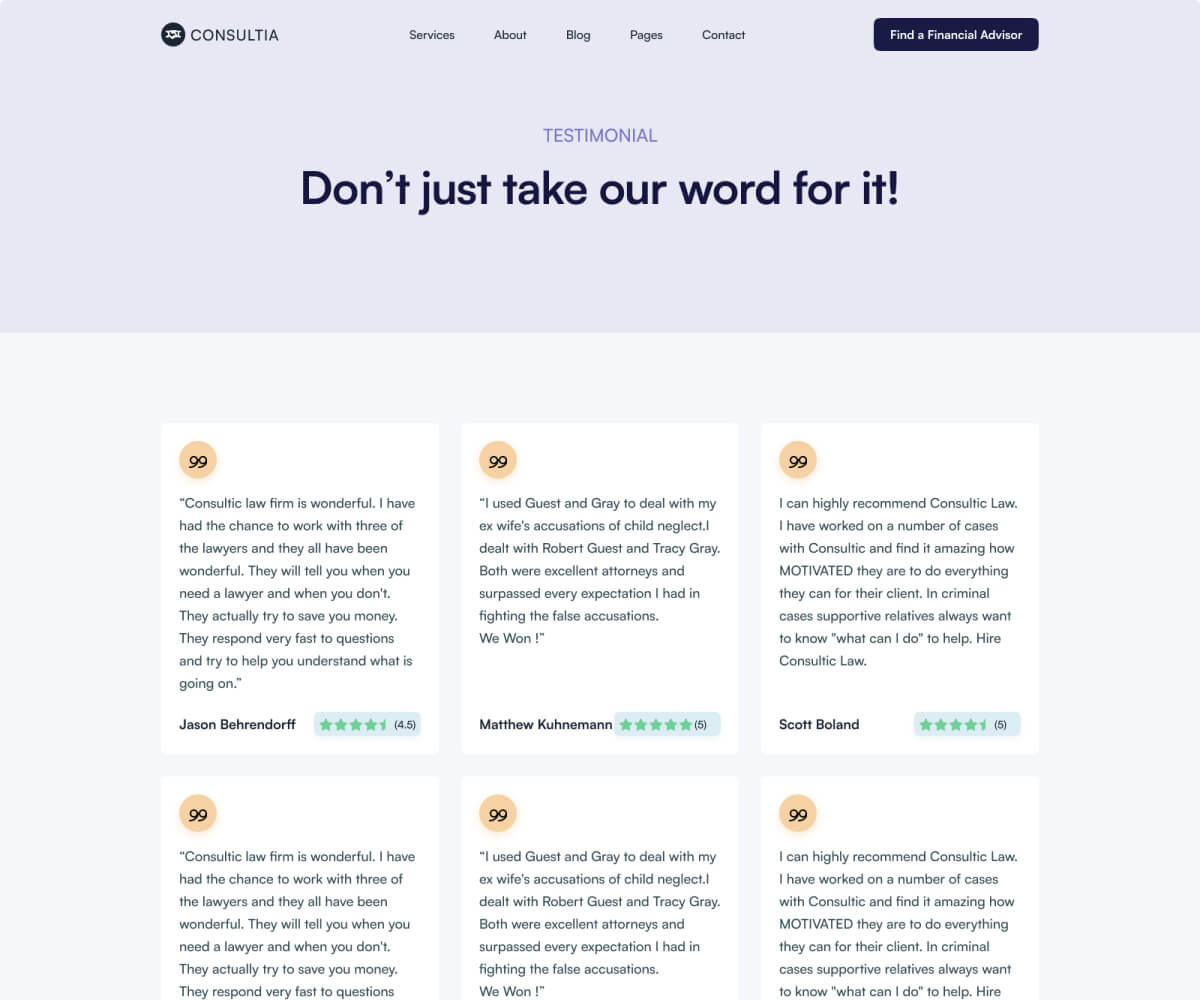 CONSULTIA
Services About Blog Pages Contact
Find a Financial Advisor
TESTIMONIAL
Don’t just take our word for it!
99
“Consultic law firm is wonderful. I have
had the chance to work with three of
the lawyers and they all have been
wonderful. They will tell you when you
need a lawyer and when you don't.
They actually try to save you money.
They respond very fast to questions
and try to help you understand what is
going on.”
Jason Behrendorff (4.5)
99
“I used Guest and Gray to deal with my
ex wife's accusations of child neglect.I
dealt with Robert Guest and Tracy Gray.
Both were excellent attorneys and
surpassed every expectation I had in
fighting the false accusations.
We Won !”
Matthew Kuhnemann (5)
99
I can highly recommend Consultic Law.
I have worked on a number of cases
with Consultic and find it amazing how
MOTIVATED they are to do everything
they can for their client. In criminal
cases supportive relatives always want
to know "what can I do" to help. Hire
Consultic Law.
Scott Boland (5)
99
“Consultic law firm is wonderful. I have
had the chance to work with three of
the lawyers and they all have been
wonderful. They will tell you when you
need a lawyer and when you don't.
They actually try to save you money.
They respond very fast to questions
99
“I used Guest and Gray to deal with my
ex wife's accusations of child neglect.I
dealt with Robert Guest and Tracy Gray.
Both were excellent attorneys and
surpassed every expectation I had in
fighting the false accusations.
We Won !”
99
I can highly recommend Consultic Law.
I have worked on a number of cases
with Consultic and find it amazing how
MOTIVATED they are to do everything
they can for their client. In criminal
cases supportive relatives always want
to know "what can I do" to help. Hire